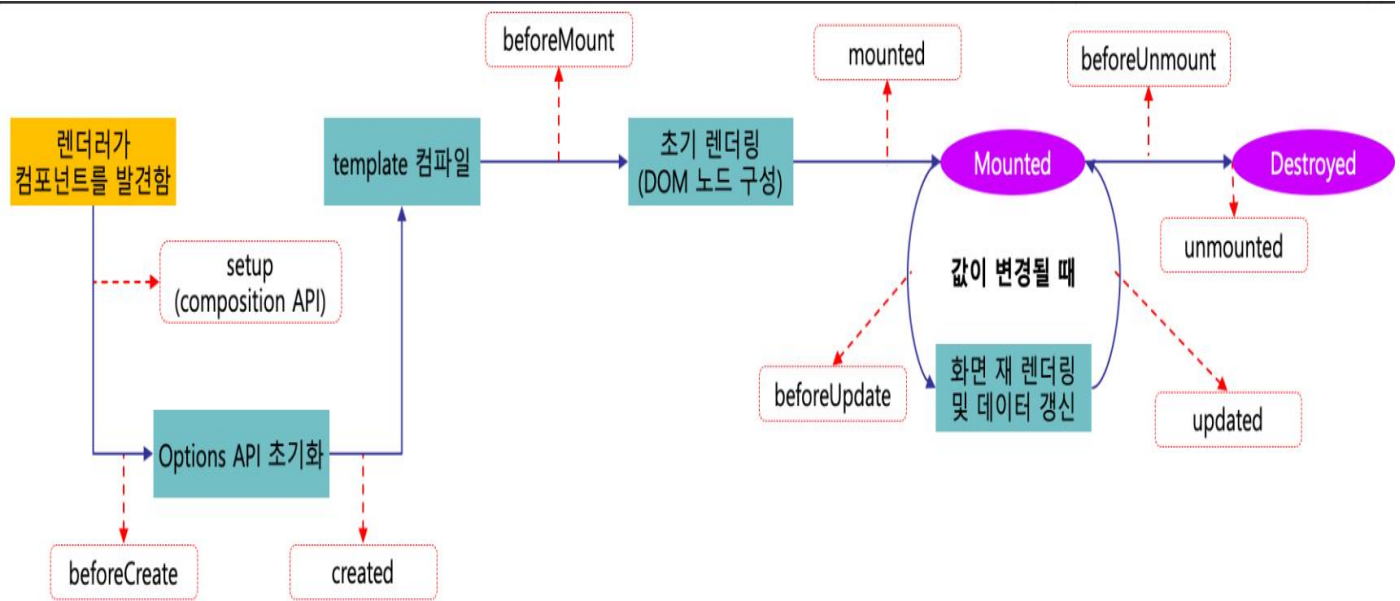 beforeMount
mounted
beforeUnmount
렌더러가
컴포넌트를 발견함
template 컴파일
초기 렌더링
(DOM 노드 구성)
Mounted
Destroyed
setup
(composition API)
값이 변경될 때
unmounted
beforeUpdate
화면 재 렌더링
및 데이터 갱신
updated
Options API 초기화
beforeCreate
created